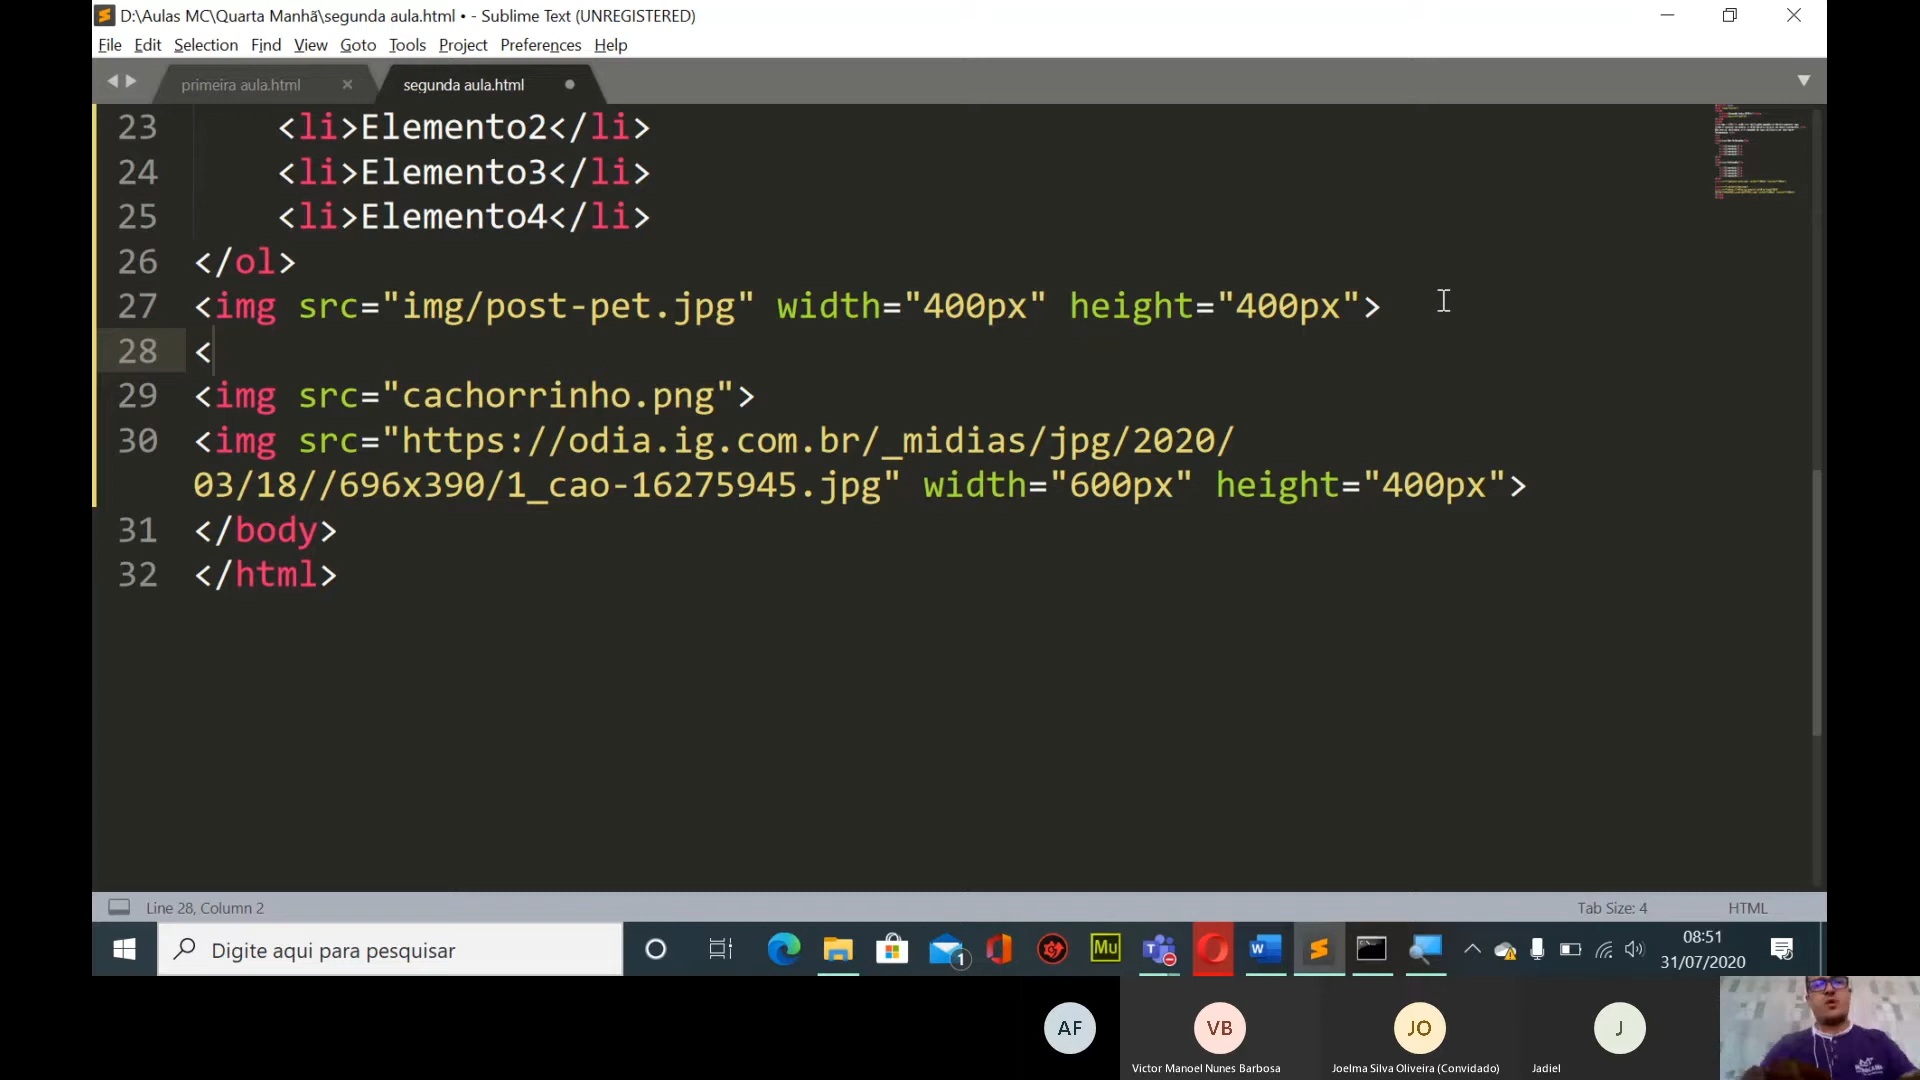 D:\Aulas MC\Quarta Manhã\segunda aula.html • - Sublime Text (UNREGISTERED)
File Edit Selection Find View Goto Tools Project Preferences Help
primeira aula.html
segunda aula.html
23 <li>Elemento2</li>
24 <li>Elemento3</li>
25 <li>Elemento4</li>
26 </ol>
27 <img src="img/post-pet.jpg" width="400px" height="400px">
28 <
29 <img src="cachorrinho.png">
30 <img src="https://odia.ig.com.br/_midias/jpg/2020/
03/18//696x390/1_cao-16275945.jpg" width="600px" height="400px">
31 </body>
32 </html>
Line 28, Column 2
Tab Size: 4
HTML
Digite aqui para pesquisar
1
Mu
08:51
31/07/2020
AF
VB
JO
J
Victor Manoel Nunes Barbosa
Joelma Silva Oliveira (Convidado)
Jadiel